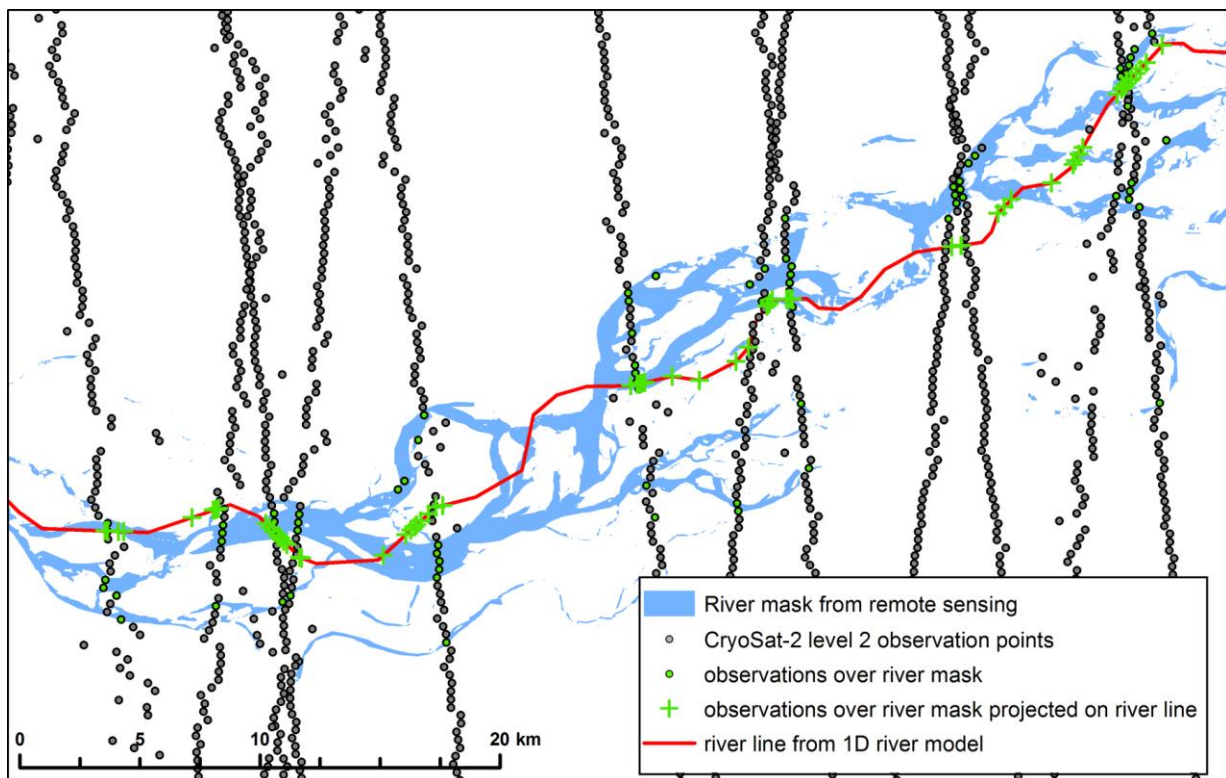 River mask from remote sensing
CryoSat-2 level 2 observation points
observations over river mask
observations over river mask projected on river line
river line from 1D river model
0 5 10 20 km